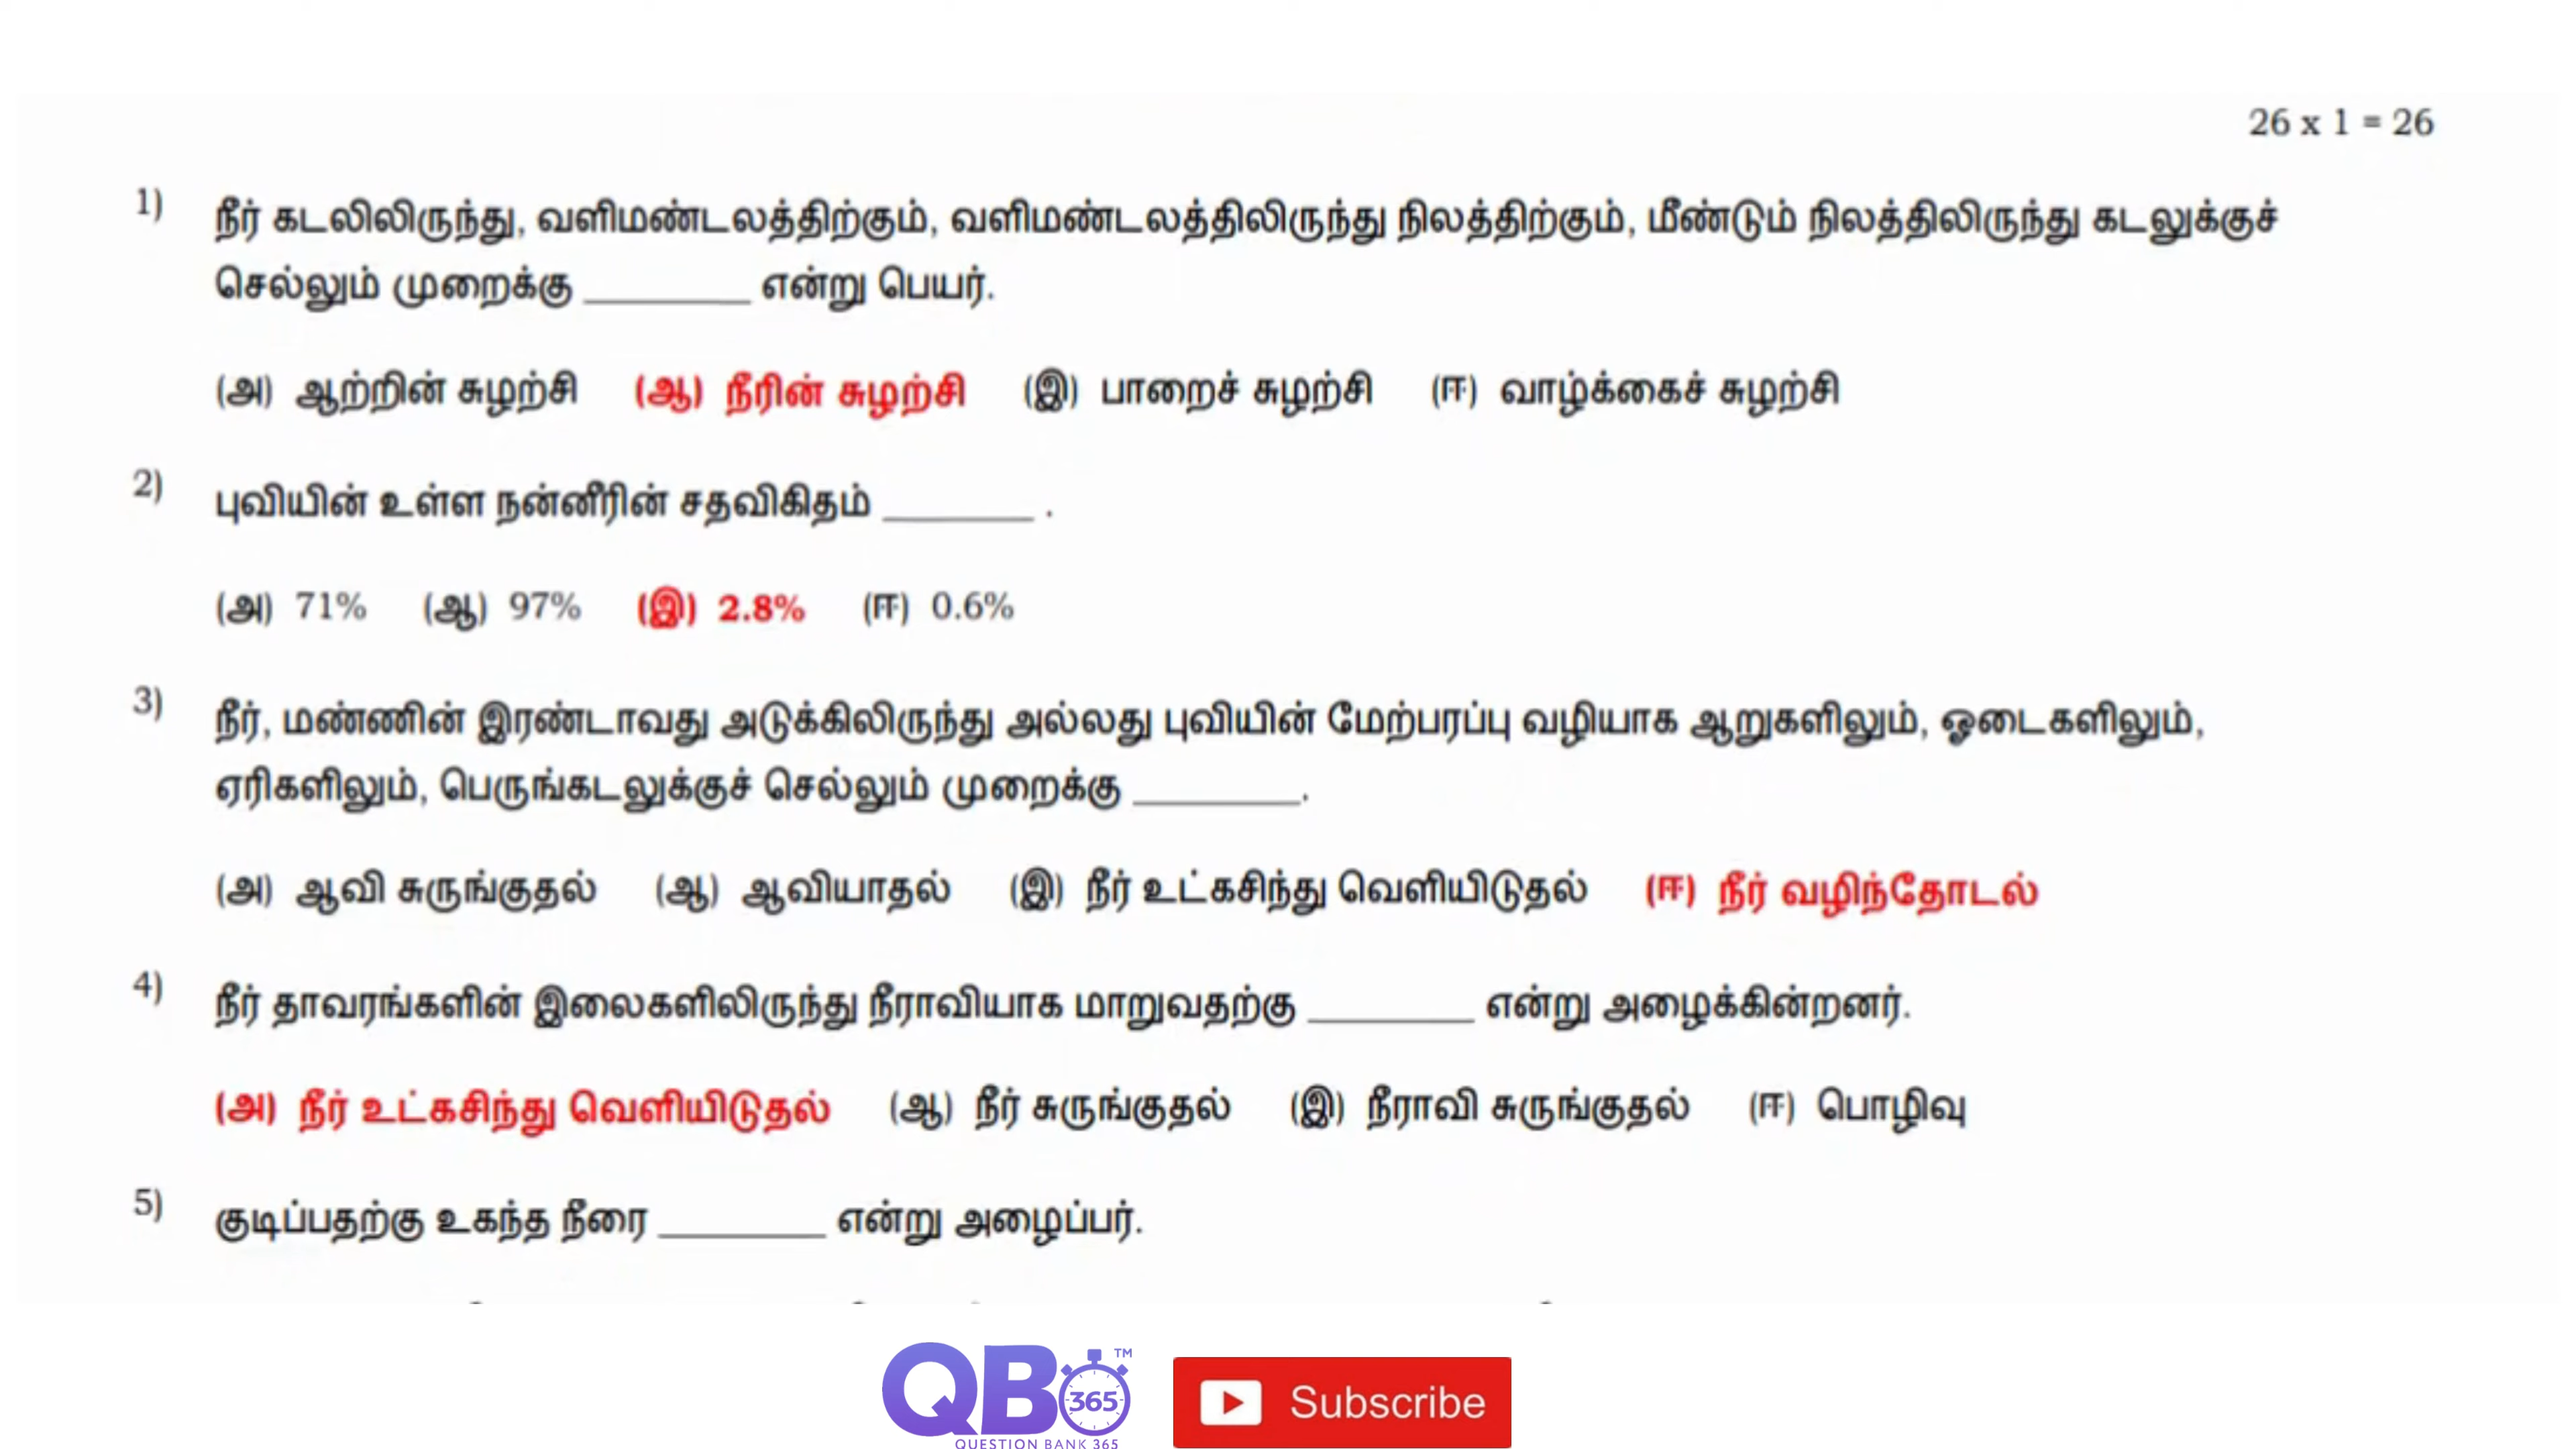 26 x 1 = 26
1) நீர் கடலிலிருந்து, வளிமண்டலத்திற்கும், வளிமண்டலத்திலிருந்து நிலத்திற்கும், மீண்டும் நிலத்திலிருந்து கடலுக்குச்
செல்லும் முறைக்கு ________ என்று பெயர்.
(அ) ஆற்றின் சுழற்சி (ஆ) நீரின் சுழற்சி (இ) பாறைச் சுழற்சி (ஈ) வாழ்க்கைச் சுழற்சி
2) புவியின் உள்ள நன்னீரின் சதவிகிதம் _______ .
(அ) 71% (ஆ) 97% (இ) 2.8% (ஈ) 0.6%
3) நீர், மண்ணின் இரண்டாவது அடுக்கிலிருந்து அல்லது புவியின் மேற்பரப்பு வழியாக ஆறுகளிலும், ஓடைகளிலும்,
ஏரிகளிலும், பெருங்கடலுக்குச் செல்லும் முறைக்கு ________.
(அ) ஆவி சுருங்குதல் (ஆ) ஆவியாதல் (இ) நீர் உட்கசிந்து வெளியிடுதல் (ஈ) நீர் வழிந்தோடல்
4) நீர் தாவரங்களின் இலைகளிலிருந்து நீராவியாக மாறுவதற்கு ________ என்று அழைக்கின்றனர்.
(அ) நீர் உட்கசிந்து வெளியிடுதல் (ஆ) நீர் சுருங்குதல் (இ) நீராவி சுருங்குதல் (ஈ) பொழிவு
5) குடிப்பதற்கு உகந்த நீரை ________ என்று அழைப்பர்.
QB 365 ™
QUESTION BANK 365
Subscribe